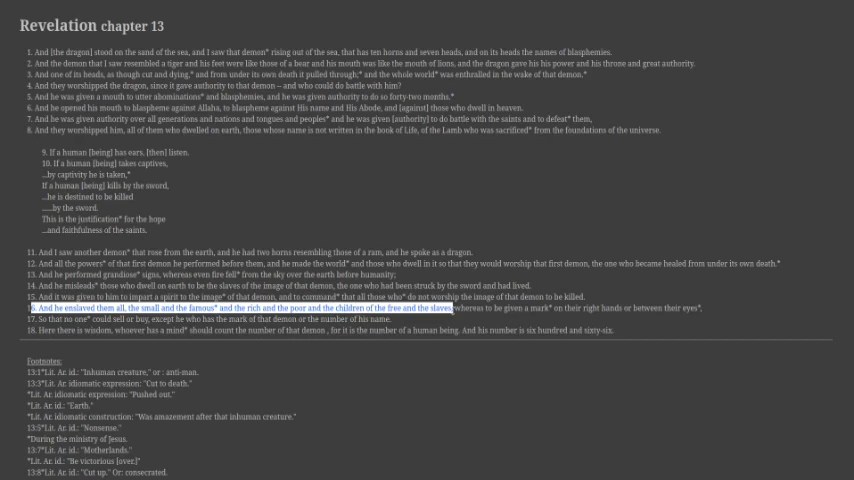 Revelation chapter 13
1. And [the dragon] stood on the sand of the sea, and I saw that demon* rising out of the sea, that has ten horns and seven heads, and on its heads the names of blasphemies.
2. And the demon that I saw resembled a tiger and his feet were like those of a bear and his mouth was like the mouth of lions, and the dragon gave his his power and his throne and great authority.
3. And one of its heads, as though cut and dying,* and from under its own death it pulled through;* and the whole world* was enthralled in the wake of that demon.*
4. And they worshipped the dragon, since it gave authority to that demon – and who could do battle with him?
5. And he was given a mouth to utter abominations* and blasphemies, and he was given authority to do so forty-two months.*
6. And he opened his mouth to blaspheme against Allaha, to blaspheme against His name and His Abode, and [against] those who dwell in heaven.
7. And he was given authority over all generations and nations and tongues and peoples* and he was given [authority] to do battle with the saints and to defeat* them,
8. And they worshipped him, all of them who dwelled on earth, those whose name is not written in the book of Life, of the Lamb who was sacrificed* from the foundations of the universe.
9. If a human [being] has ears, [then] listen.
10. If a human [being] takes captives,
...by captivity he is taken,*
If a human [being] kills by the sword,
...he is destined to be killed
......by the sword.
This is the justification* for the hope
...and faithfulness of the saints.
11. And I saw another demon* that rose from the earth, and he had two horns resembling those of a ram, and he spoke as a dragon.
12. And all the powers* of that first demon he performed before them, and he made the world* and those who dwell in it so that they would worship that first demon, the one who became healed from under its own death.*
13. And he performed grandiose* signs, whereas even fire fell* from the sky over the earth before humanity;
14. And he misleads* those who dwell on earth to be the slaves of the image of that demon, the one who had been struck by the sword and had lived.
15. And it was given to him to impart a spirit to the image* of that demon, and to command* that all those who* do not worship the image of that demon to be killed.
16. And he enslaved them all, the small and the famous* and the rich and the poor and the children of the free and the slaves, whereas to be given a mark* on their right hands or between their eyes*,
17. So that no one* could sell or buy, except he who has the mark of that demon or the number of his name.
18. Here there is wisdom, whoever has a mind* should count the number of that demon , for it is the number of a human being. And his number is six hundred and sixty-six.
Footnotes:
13:1*Lit. Ar. id.: "Inhuman creature," or : anti-man.
13:3*Lit. Ar. idiomatic expression: "Cut to death."
*Lit. Ar. idiomatic expression: "Pushed out."
*Lit. Ar. id.: "Earth."
*Lit. Ar. idiomatic construction: "Was amazement after that inhuman creature."
13:5*Lit. Ar. id.: "Nonsense."
*During the ministry of Jesus.
13:7*Lit. Ar. id.: "Motherlands."
*Lit. Ar. id.: "Be victorious [over.]"
13:8*Lit. Ar. id.: "Cut up." Or: consecrated.